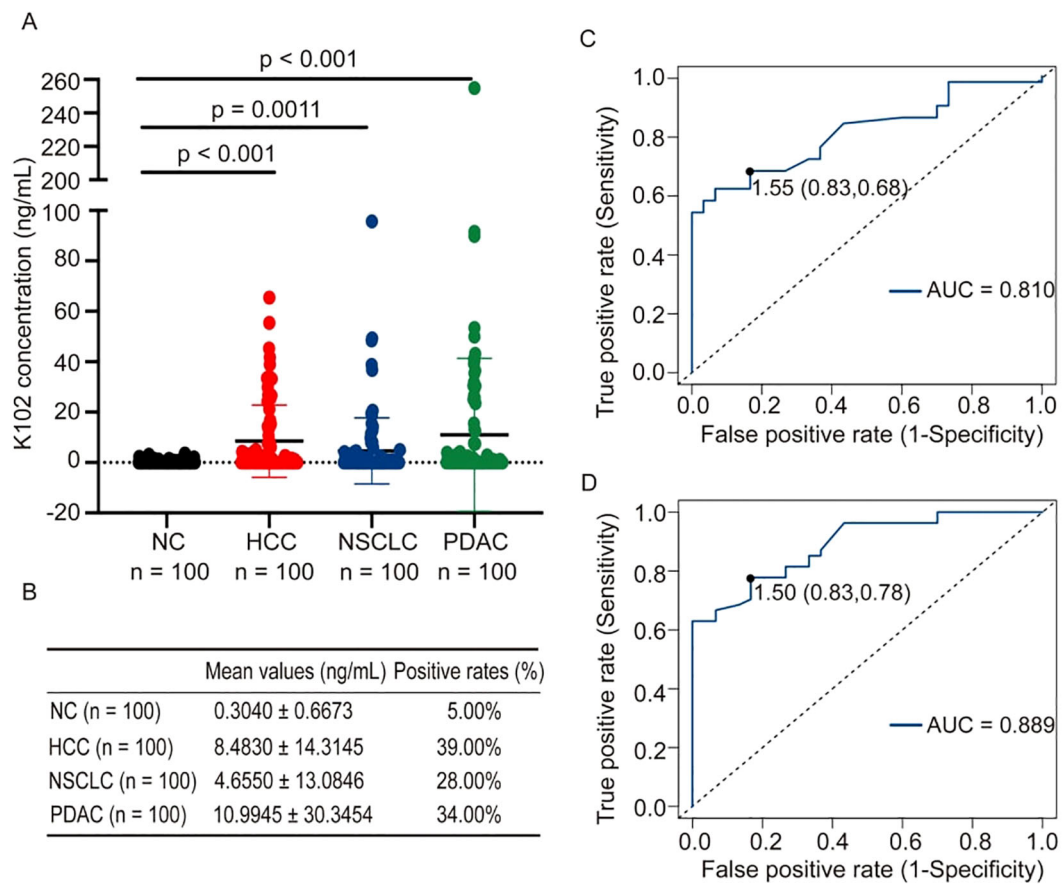 A
p < 0.001
p = 0.0011
p < 0.001
K102 concentration (ng/mL)
260
240
220
200
100
80
60
40
20
0
-20
NC
HCC
NSCLC
PDAC
n = 100
n = 100
n = 100
n = 100
B
Mean values (ng/mL) Positive rates (%)
NC (n = 100) 0.3040 ± 0.6673 5.00%
HCC (n = 100) 8.4830 ± 14.3145 39.00%
NSCLC (n = 100) 4.6550 ± 13.0846 28.00%
PDAC (n = 100) 10.9945 ± 30.3454 34.00%
C
True positive rate (Sensitivity)
1.0
0.8
0.6
0.4
0.2
0.0
1.55 (0.83,0.68)
AUC = 0.810
0.0 0.2 0.4 0.6 0.8 1.0
False positive rate (1-Specificity)
D
True positive rate (Sensitivity)
1.0
0.8
0.6
0.4
0.2
0.0
1.50 (0.83,0.78)
AUC = 0.889
0.0 0.2 0.4 0.6 0.8 1.0
False positive rate (1-Specificity)